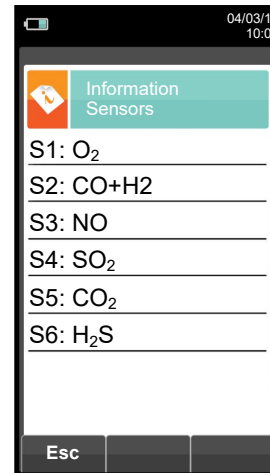 04/03/1
10:0
Information
Sensors
S1: O₂
S2: CO+H2
S3: NO
S4: SO₂
S5: CO₂
S6: H₂S
Esc